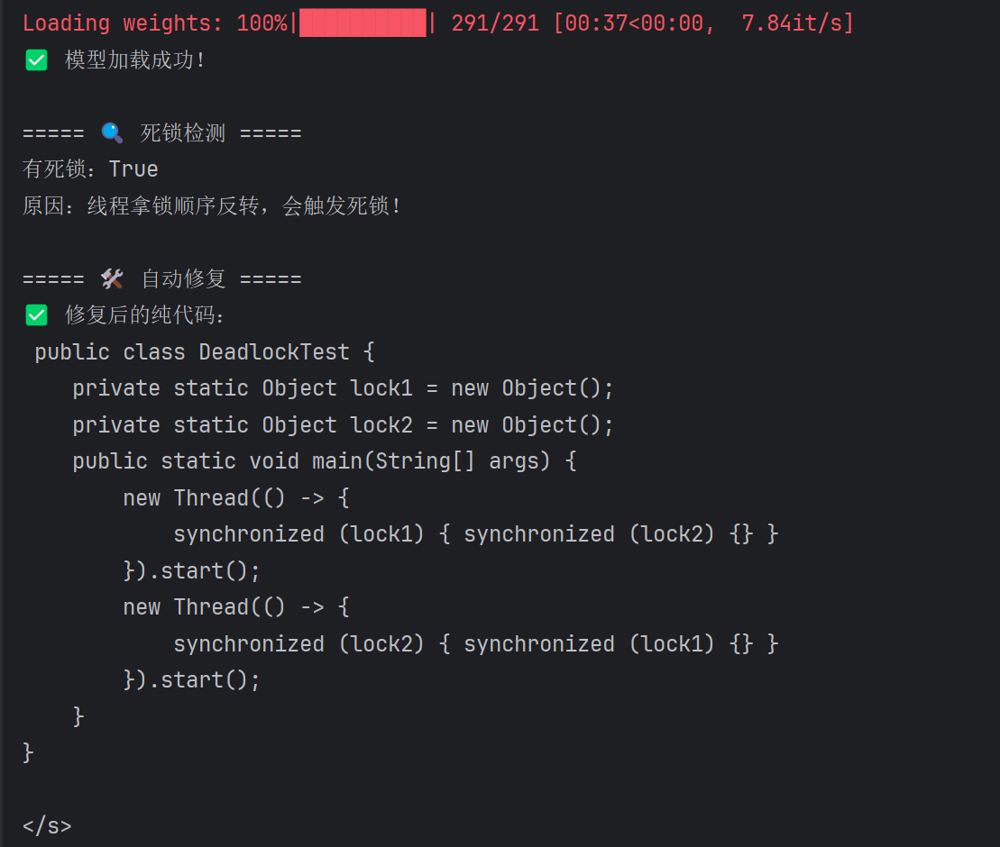 Loading weights: 100%|██████████| 291/291 [00:37<00:00,  7.84it/s]
✅ 模型加载成功!
===== 🔍 死锁检测 =====
有死锁: True
原因: 线程拿锁顺序反转, 会触发死锁!
===== 🛠️ 自动修复 =====
✅ 修复后的纯代码:
 public class DeadlockTest {
    private static Object lock1 = new Object();
    private static Object lock2 = new Object();
    public static void main(String[] args) {
        new Thread(() -> {
            synchronized (lock1) { synchronized (lock2) {} }
        }).start();
        new Thread(() -> {
            synchronized (lock2) { synchronized (lock1) {} }
        }).start();
    }
}
</s>